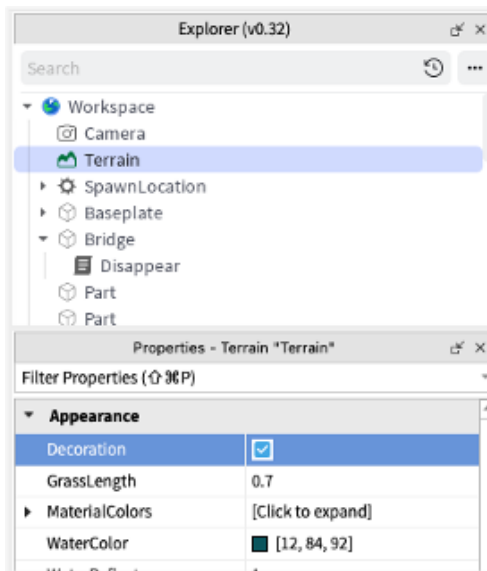 Explorer (v0.32)
Search
Workspace
Camera
Terrain
SpawnLocation
Baseplate
Bridge
Disappear
Part
Part
Properties - Terrain "Terrain"
Filter Properties (⇧⌘P)
Appearance
Decoration
GrassLength 0.7
MaterialColors [Click to expand]
WaterColor [12, 84, 92]